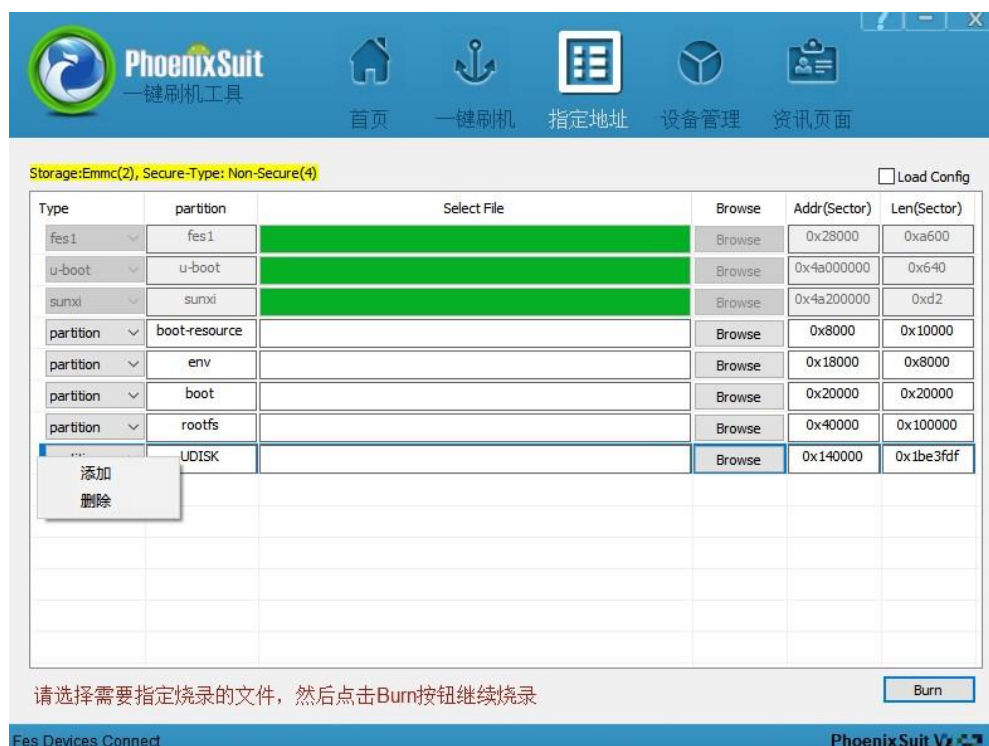 ? - X
PhoenixSuit
一键刷机工具
首页 一键刷机 指定地址 设备管理 资讯页面
Storage:Emmc(2), Secure-Type: Non-Secure(4)
Load Config
Type partition Select File Browse Addr(Sector) Len(Sector)
fes1 fes1 Browse 0x28000 0xa600
u-boot u-boot Browse 0x4a000000 0x640
sunxi sunxi Browse 0x4a200000 0xd2
partition boot-resource Browse 0x8000 0x10000
partition env Browse 0x18000 0x8000
partition boot Browse 0x20000 0x20000
partition rootfs Browse 0x40000 0x100000
UDISK Browse 0x140000 0x1be3fdf
添加
删除
请选择需要指定烧录的文件，然后点击Burn按钮继续烧录
Burn
Fes Devices Connect
PhoenixSuit